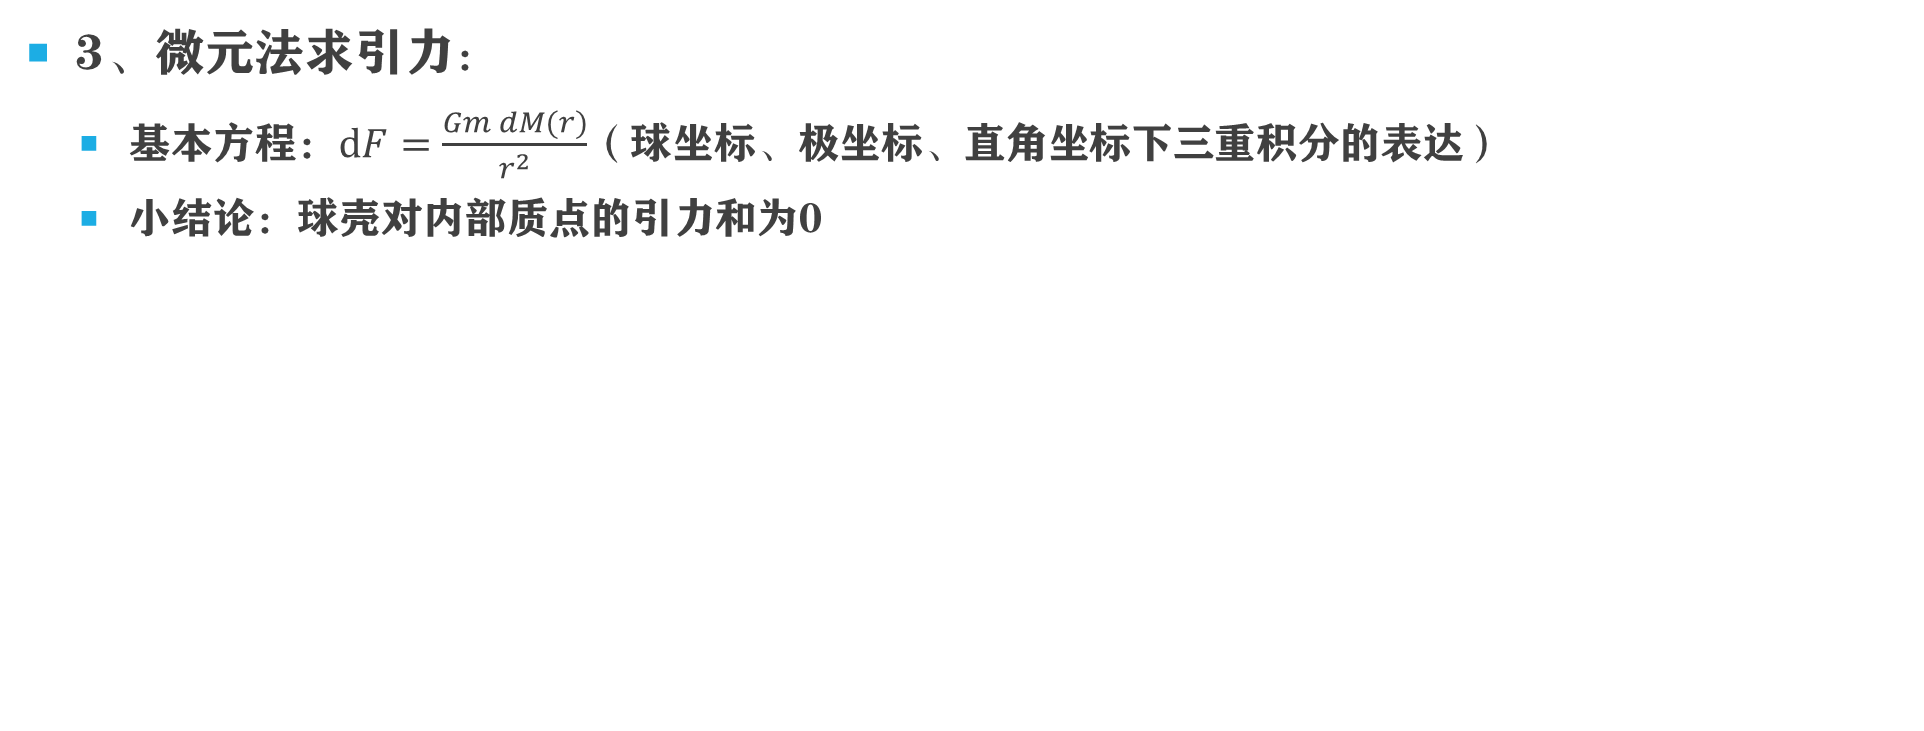 3、微元法求引力：
基本方程：dF = \frac{Gm dM(r)}{r^2}（球坐标、极坐标、直角坐标下三重积分的表达）
小结论：球壳对内部质点的引力和为0